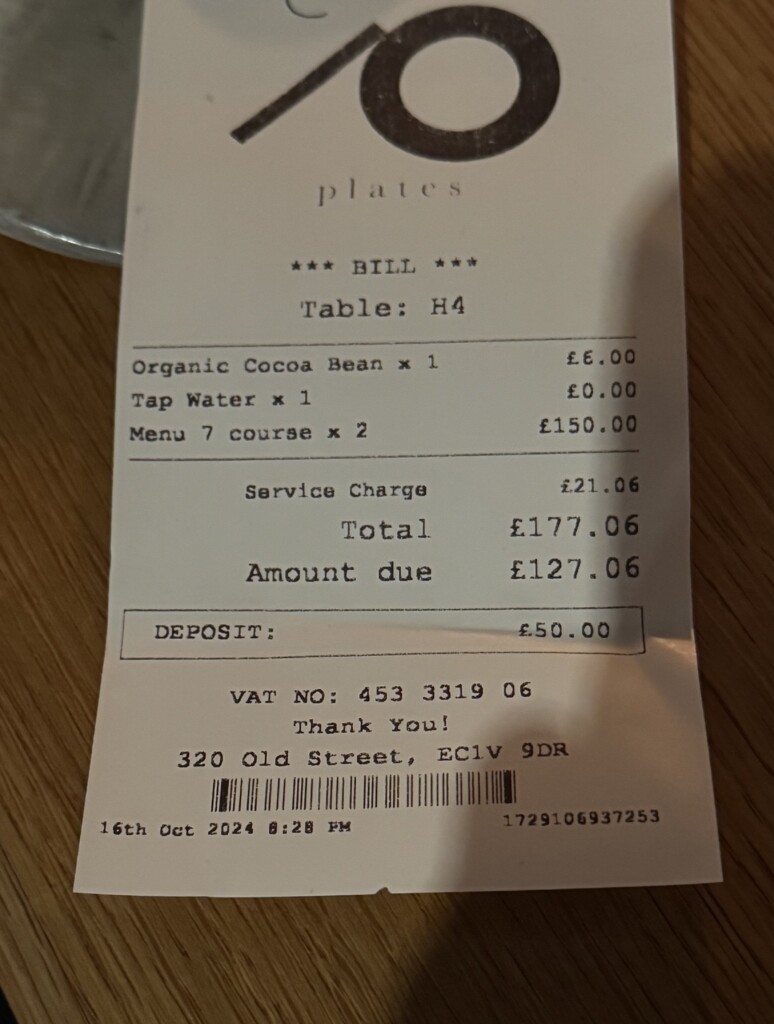 plates
*** BILL ***
Table: H4
Organic Cocoa Bean x 1 £6.00
Tap Water x 1 £0.00
Menu 7 course x 2 £150.00
Service Charge £21.06
Total £177.06
Amount due £127.06
DEPOSIT: £50.00
VAT NO: 453 3319 06
Thank You!
320 Old Street, EC1V 9DR
16th Oct 2024 8:28 PM 1729106937253